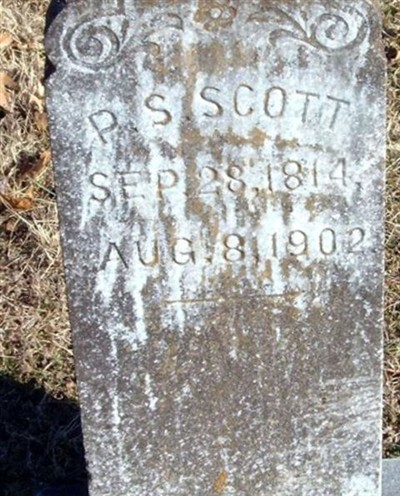 P. S. SCOTT
SEP. 28, 1814.
AUG. 8, 1902